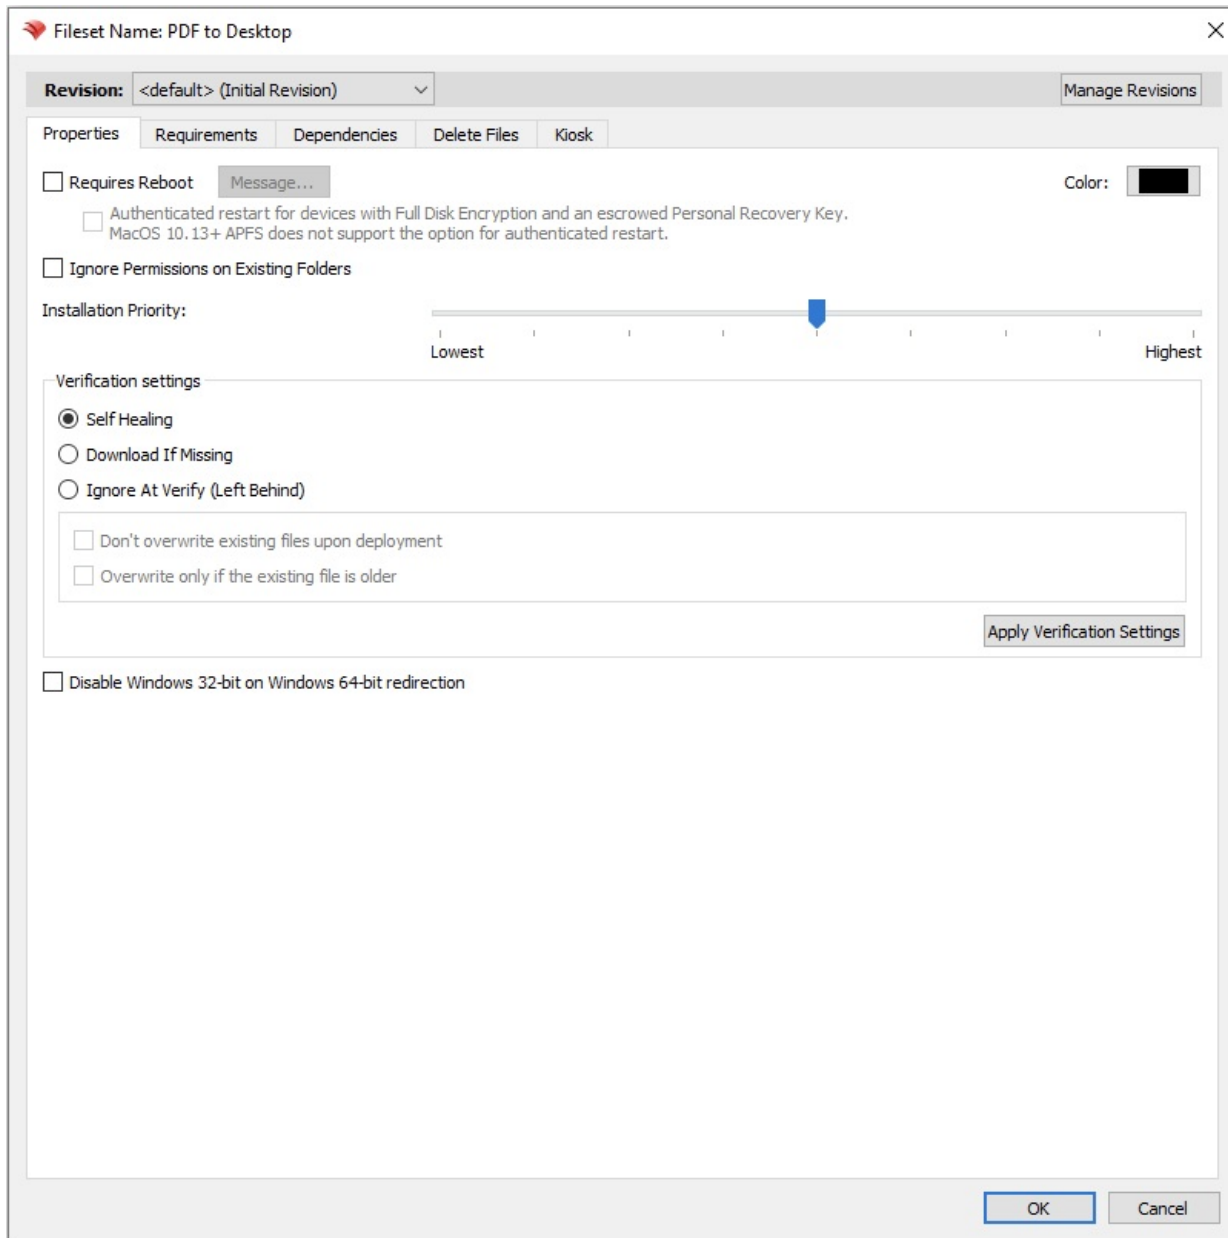 Fileset Name: PDF to Desktop
Revision: <default> (Initial Revision)
Manage Revisions
Properties
Requirements
Dependencies
Delete Files
Kiosk
Requires Reboot
Message...
Color:
Authenticated restart for devices with Full Disk Encryption and an escrowed Personal Recovery Key.
MacOS 10.13+ APFS does not support the option for authenticated restart.
Ignore Permissions on Existing Folders
Installation Priority:
Lowest
Highest
Verification settings
Self Healing
Download If Missing
Ignore At Verify (Left Behind)
Don't overwrite existing files upon deployment
Overwrite only if the existing file is older
Apply Verification Settings
Disable Windows 32-bit on Windows 64-bit redirection
OK
Cancel